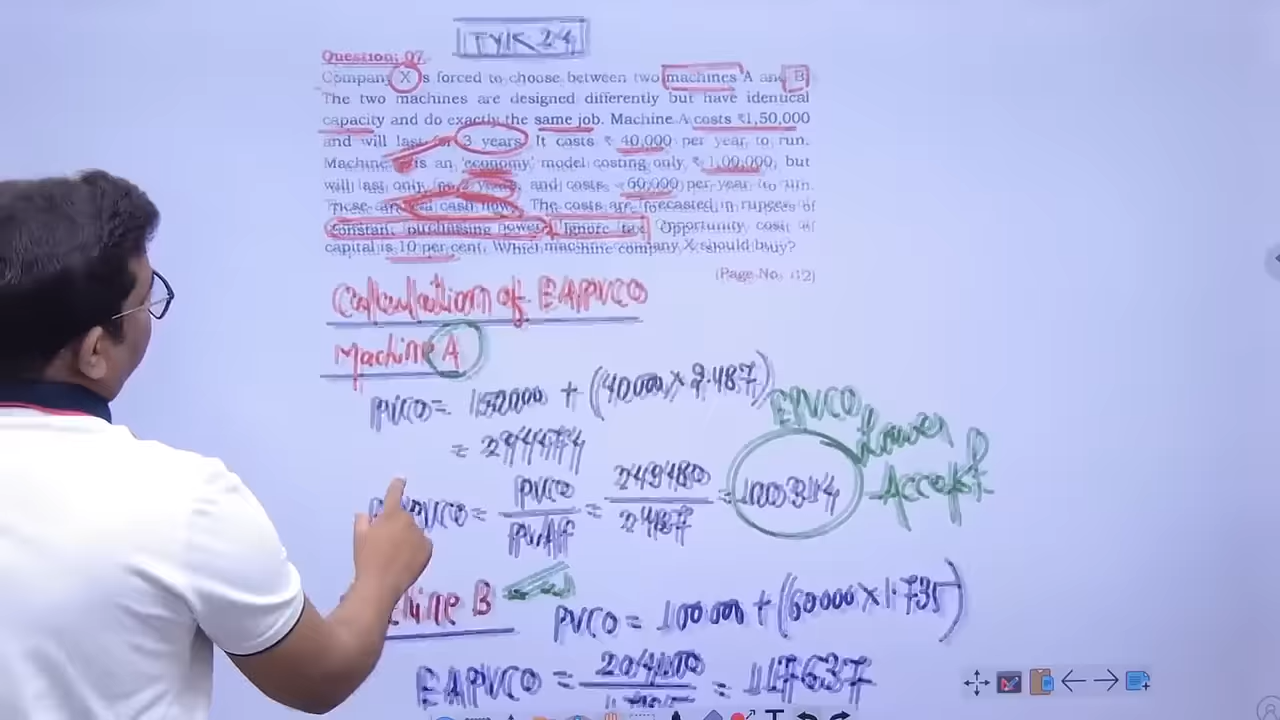 TYK 24
Question: 07
Company X is forced to choose between two machines A and B.
The two machines are designed differently but have identical
capacity and do exactly the same job. Machine A costs ₹1,50,000
and will last for 3 years. It costs ₹ 40,000 per year to run.
Machine B is an 'economy' model costing only ₹ 1,00,000, but
will last only for 2 years, and costs ₹ 60,000 per year to run.
These are real cash flows. The costs are forecasted in rupees of
constant purchasing power. Ignore tax. Opportunity cost of
capital is 10 per cent. Which machine company X should buy?
(Page No. 42)
Calculation of EAPVCO
Machine A
PVCO = 150000 + (40000 × 2.487)
=
EPVCO Lower Accept
PVCO = PVCO / PVAF = 249480 / 2.487 = 100314
Machine B
PVCO = 100000 + (60000 × 1.735)
EAPVCO = 204100 / = 117637